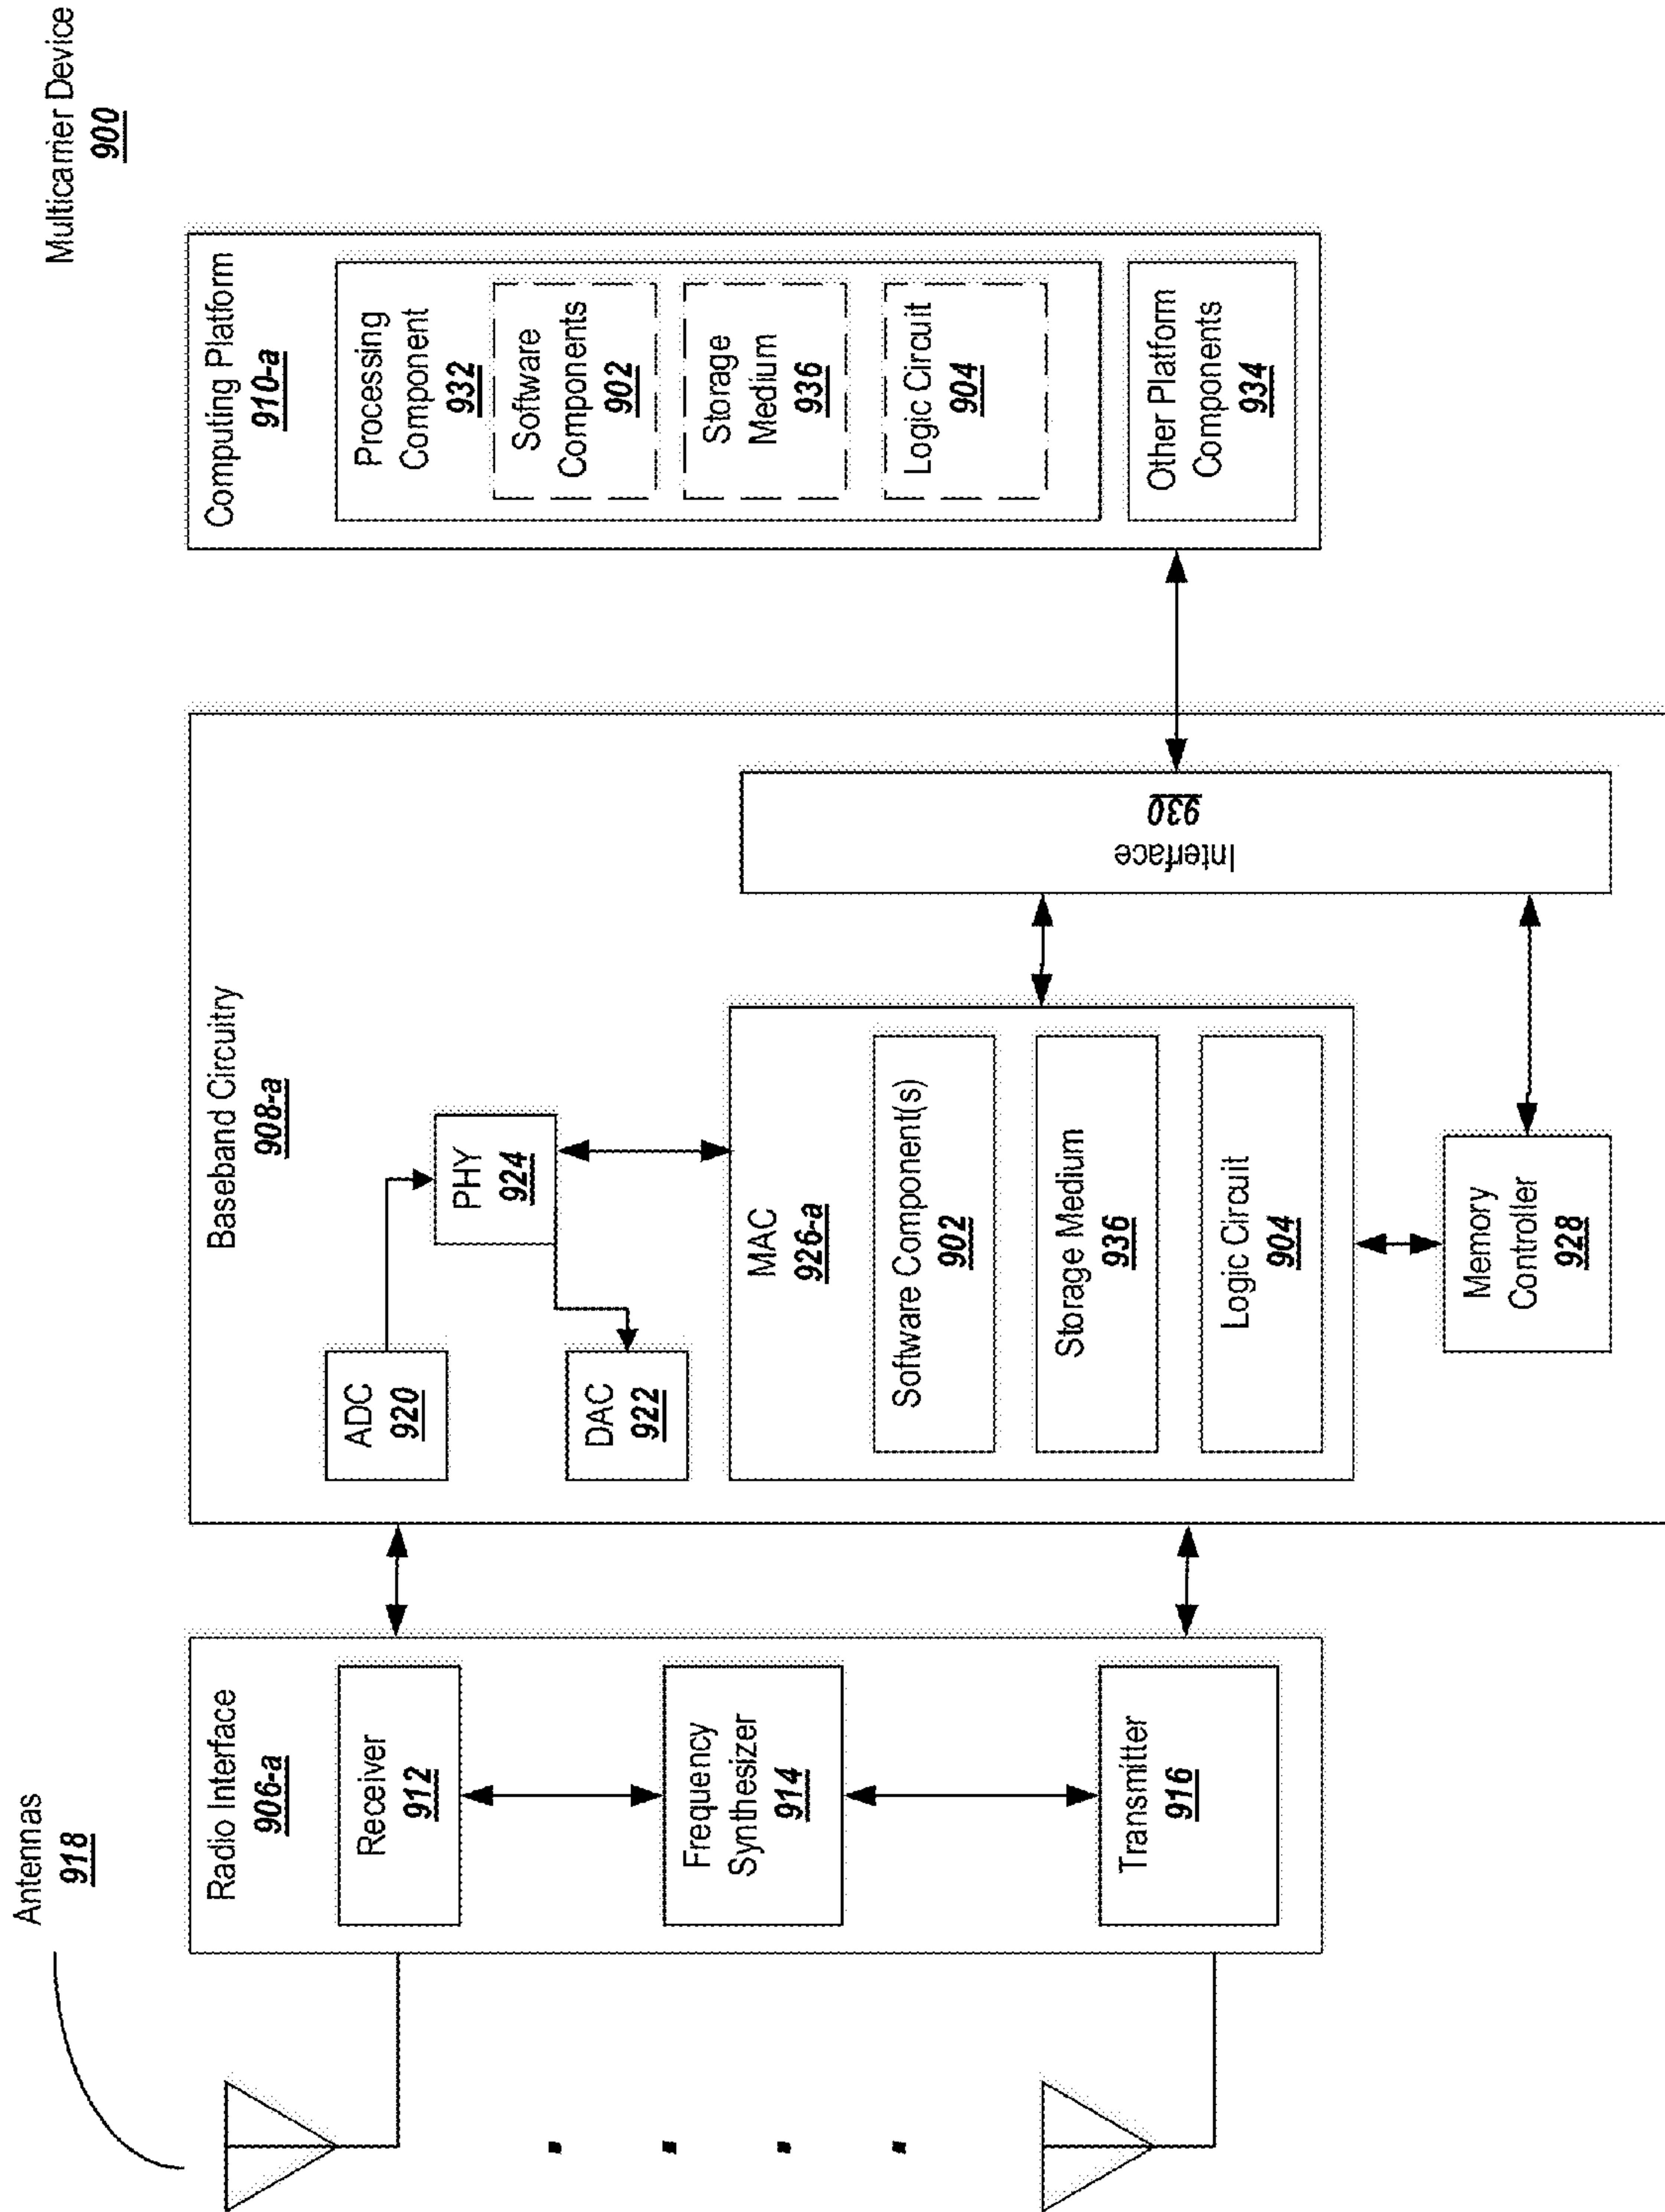 Multicarrier Device
900
Antennas
918
Radio Interface
906-a
Receiver
912
Frequency
Synthesizer
914
Transmitter
916
Baseband Circuitry
908-a
ADC
920
PHY
924
DAC
922
MAC
926-a
Software Component(s)
902
Storage Medium
936
Logic Circuit
904
Memory
Controller
928
Interface
930
Computing Platform
910-a
Processing
Component
932
Software
Components
902
Storage
Medium
936
Logic Circuit
904
Other Platform
Components
934